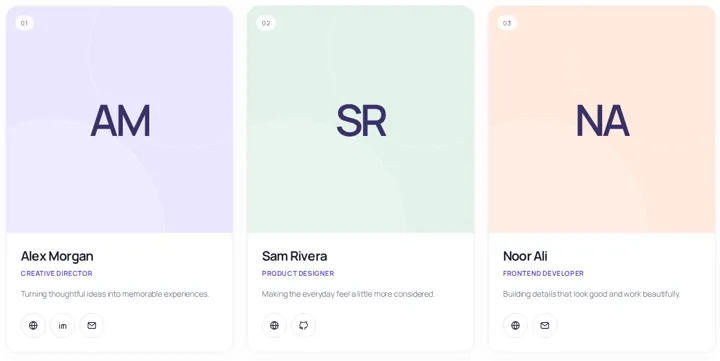 01
AM
Alex Morgan
CREATIVE DIRECTOR
Turning thoughtful ideas into memorable experiences.
in
02
SR
Sam Rivera
PRODUCT DESIGNER
Making the everyday feel a little more considered.
03
NA
Noor Ali
FRONTEND DEVELOPER
Building details that look good and work beautifully.